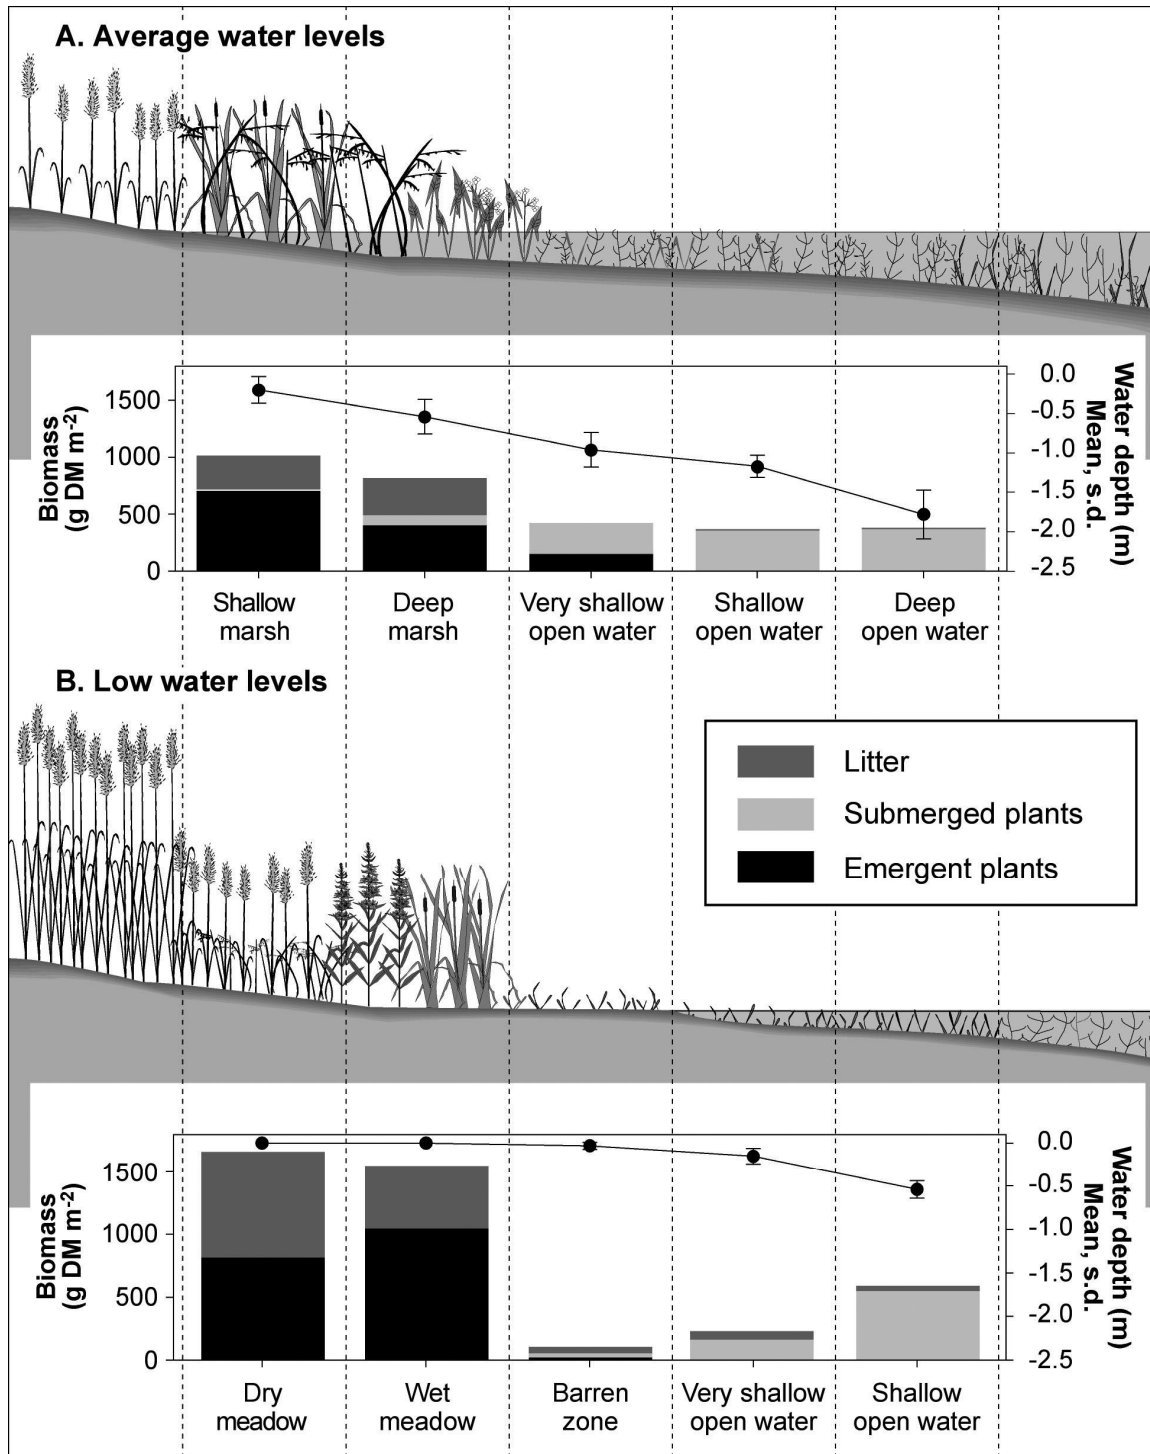 A. Average water levels
Biomass
(g DM m-2)
1500
1000
500
0
0.0
-0.5
-1.0
-1.5
-2.0
-2.5
Water depth (m)
Mean, s.d.
Shallow
marsh
Deep
marsh
Very shallow
open water
Shallow
open water
Deep
open water
B. Low water levels
Litter
Submerged plants
Emergent plants
Biomass
(g DM m-2)
1500
1000
500
0
0.0
-0.5
-1.0
-1.5
-2.0
-2.5
Water depth (m)
Mean, s.d.
Dry
meadow
Wet
meadow
Barren
zone
Very shallow
open water
Shallow
open water